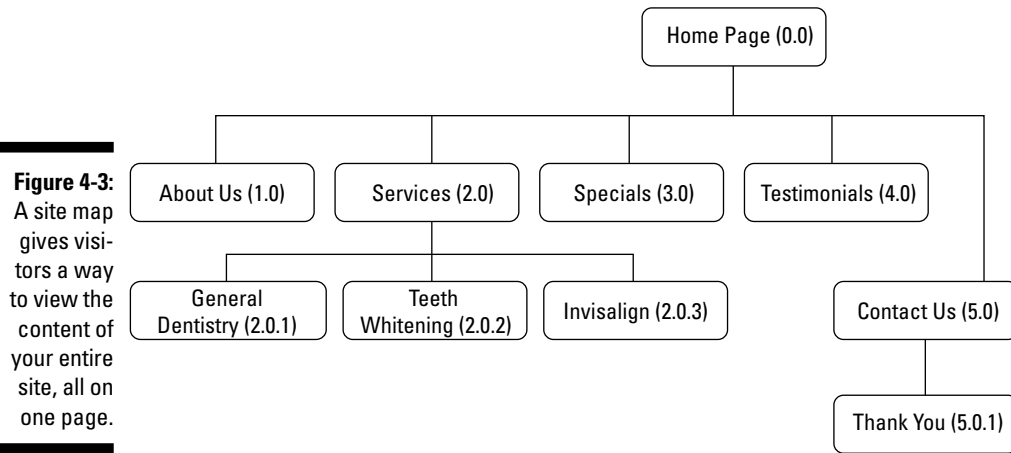 Home Page (0.0)
Figure 4-3:
A site map
gives visi-
tors a way
to view the
content of
your entire
site, all on
one page.
About Us (1.0)
Services (2.0)
Specials (3.0)
Testimonials (4.0)
General
Dentistry (2.0.1)
Teeth
Whitening (2.0.2)
Invisalign (2.0.3)
Contact Us (5.0)
Thank You (5.0.1)